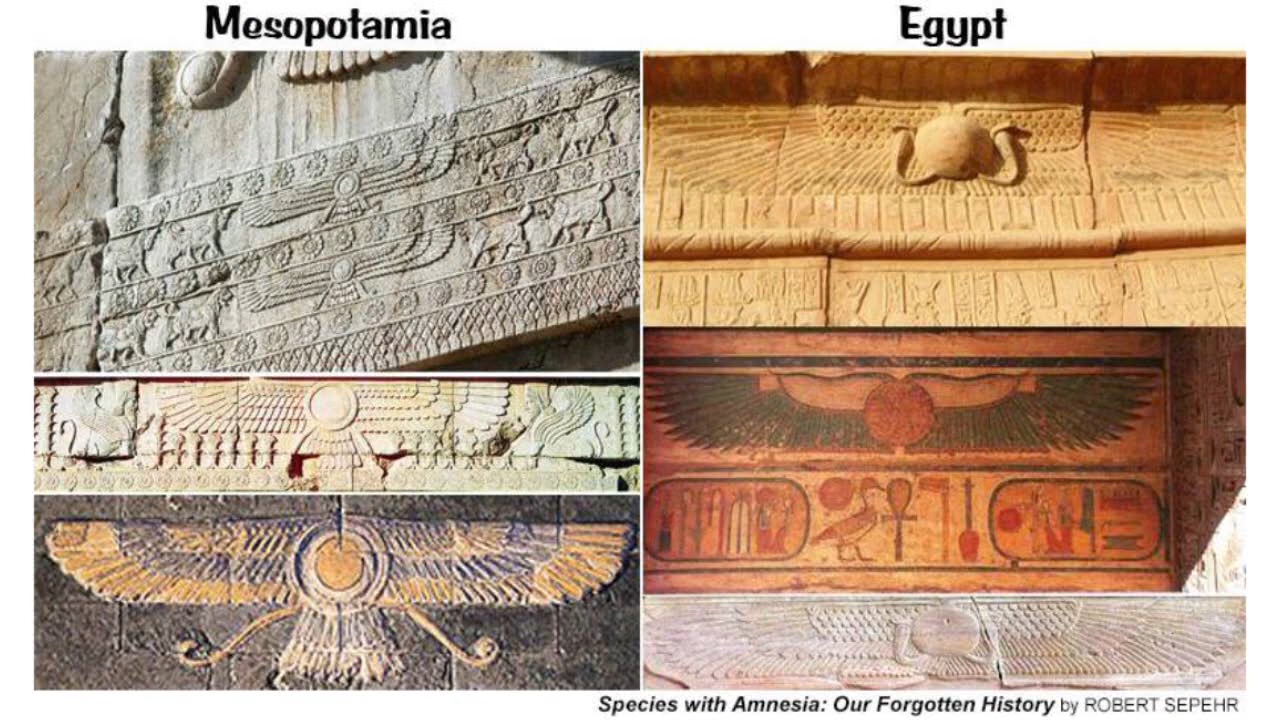 Mesopotamia
Egypt
Species with Amnesia: Our Forgotten History by ROBERT SEPEHR